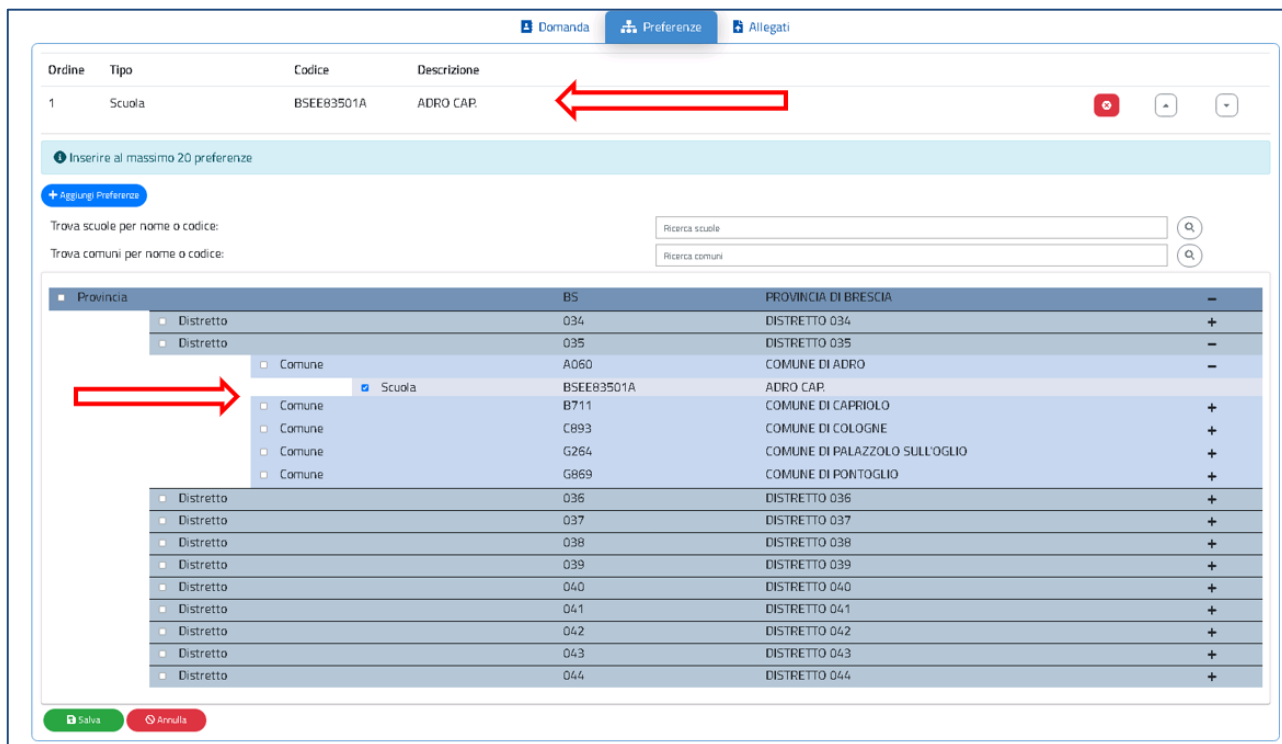 Domanda Preferenze Allegati
Ordine Tipo Codice Descrizione
1 Scuola BSEE83501A ADRO CAP.
Inserire al massimo 20 preferenze
+ Aggiungi Preferenze
Trova scuole per nome o codice: Ricerca scuole
Trova comuni per nome o codice: Ricerca comuni
Provincia BS PROVINCIA DI BRESCIA −
Distretto 034 DISTRETTO 034 +
Distretto 035 DISTRETTO 035 −
Comune A060 COMUNE DI ADRO −
Scuola BSEE83501A ADRO CAP.
Comune B711 COMUNE DI CAPRIOLO +
Comune C893 COMUNE DI COLOGNE +
Comune G264 COMUNE DI PALAZZOLO SULL'OGLIO +
Comune G869 COMUNE DI PONTOGLIO +
Distretto 036 DISTRETTO 036 +
Distretto 037 DISTRETTO 037 +
Distretto 038 DISTRETTO 038 +
Distretto 039 DISTRETTO 039 +
Distretto 040 DISTRETTO 040 +
Distretto 041 DISTRETTO 041 +
Distretto 042 DISTRETTO 042 +
Distretto 043 DISTRETTO 043 +
Distretto 044 DISTRETTO 044 +
Salva Annulla